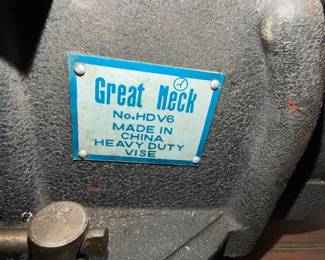 Great Neck
No.HDV6
MADE IN
CHINA
HEAVY DUTY
VISE